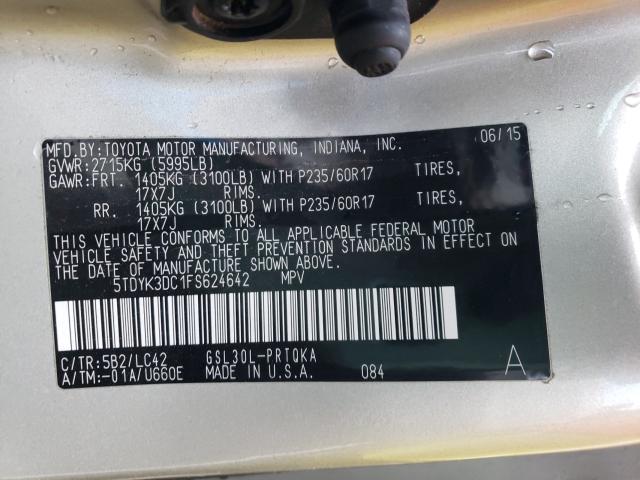 MFD.BY:TOYOTA MOTOR MANUFACTURING, INDIANA, INC. 06/15
GVWR:2715KG (5995LB)
GAWR:FRT. 1405KG (3100LB) WITH P235/60R17 TIRES,
17X7J RIMS.
RR. 1405KG (3100LB) WITH P235/60R17 TIRES,
17X7J RIMS.
THIS VEHICLE CONFORMS TO ALL APPLICABLE FEDERAL MOTOR
VEHICLE SAFETY AND THEFT PREVENTION STANDARDS IN EFFECT ON
THE DATE OF MANUFACTURE SHOWN ABOVE.
5TDYK3DC1FS624642 MPV
C/TR:5B2/LC42 GSL30L-PRTQKA
A/TM:-01A/U660E MADE IN U.S.A. 084 A